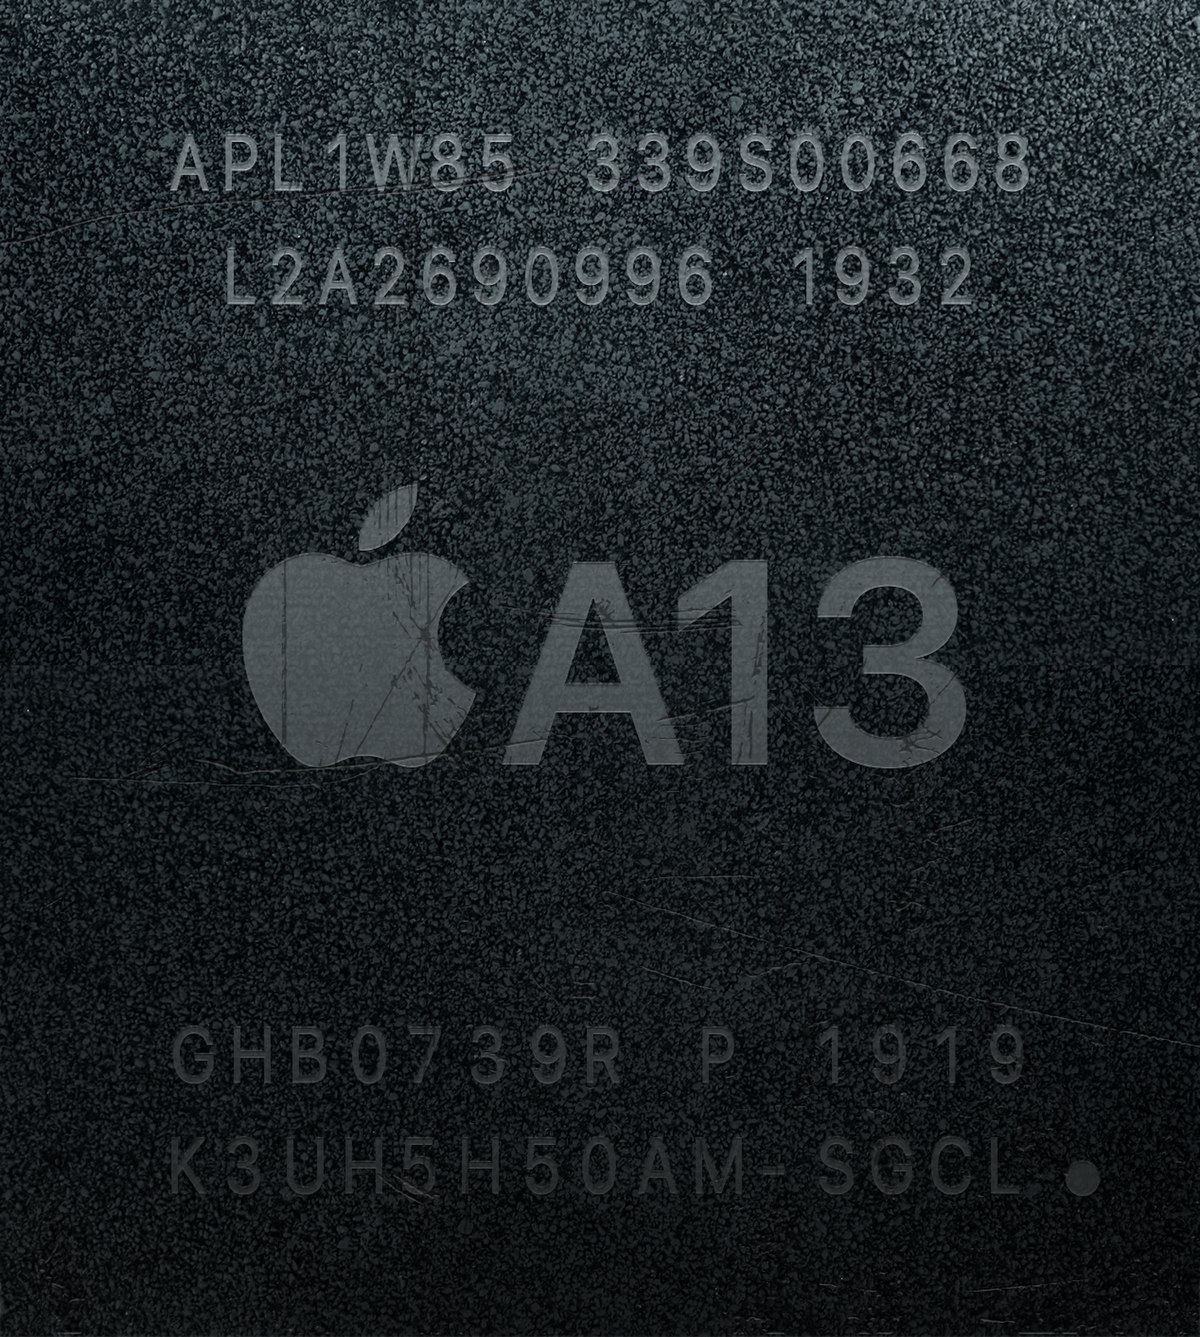 APL1W85 339S00668
L2A2690996 1932
A13
GHB0739R P 1919
K3UH5H50AM-SGCL